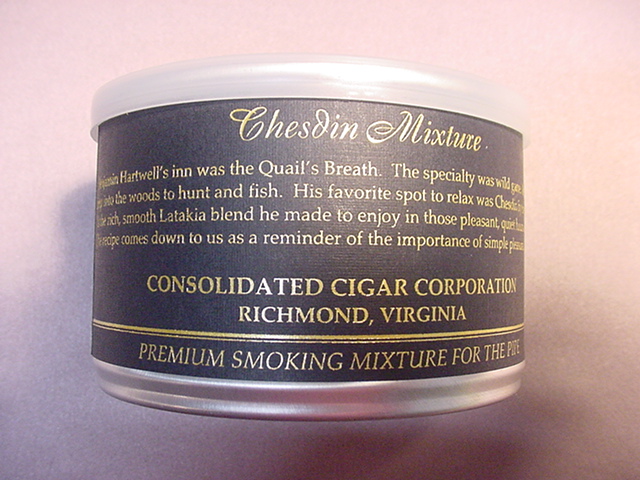 Chesdin Mixture
Hartwell's inn was the Quail's Breath. The specialty was wild game,
into the woods to hunt and fish. His favorite spot to relax was Chesdin
rich, smooth Latakia blend he made to enjoy in those pleasant, quiet
recipe comes down to us as a reminder of the importance of simple
CONSOLIDATED CIGAR CORPORATION
RICHMOND, VIRGINIA
PREMIUM SMOKING MIXTURE FOR THE PIPE